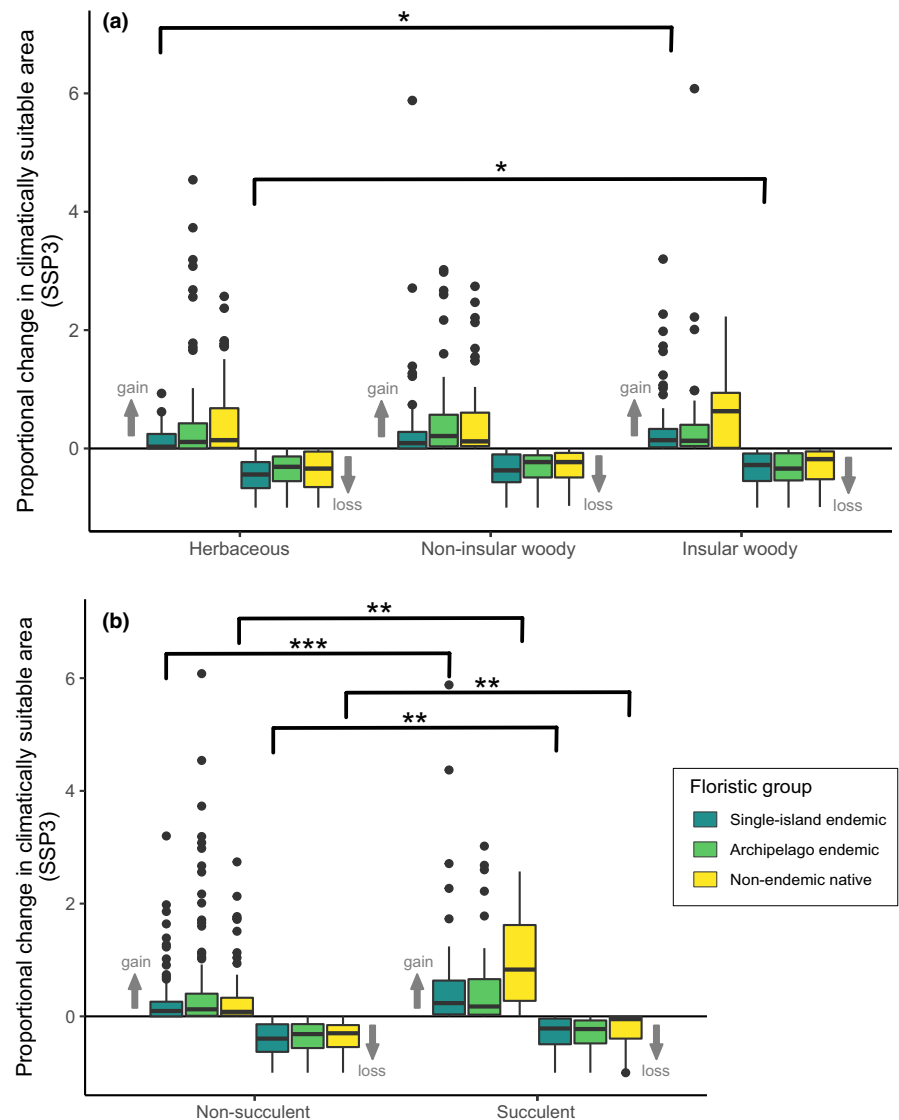 (a)
*
*
Proportional change in climatically suitable area
(SSP3)
6
4
2
0
gain
loss
gain
loss
gain
loss
Herbaceous
Non-insular woody
Insular woody
(b)
**
***
**
**
Proportional change in climatically suitable area
(SSP3)
6
4
2
0
gain
loss
gain
loss
Non-succulent
Succulent
Floristic group
Single-island endemic
Archipelago endemic
Non-endemic native